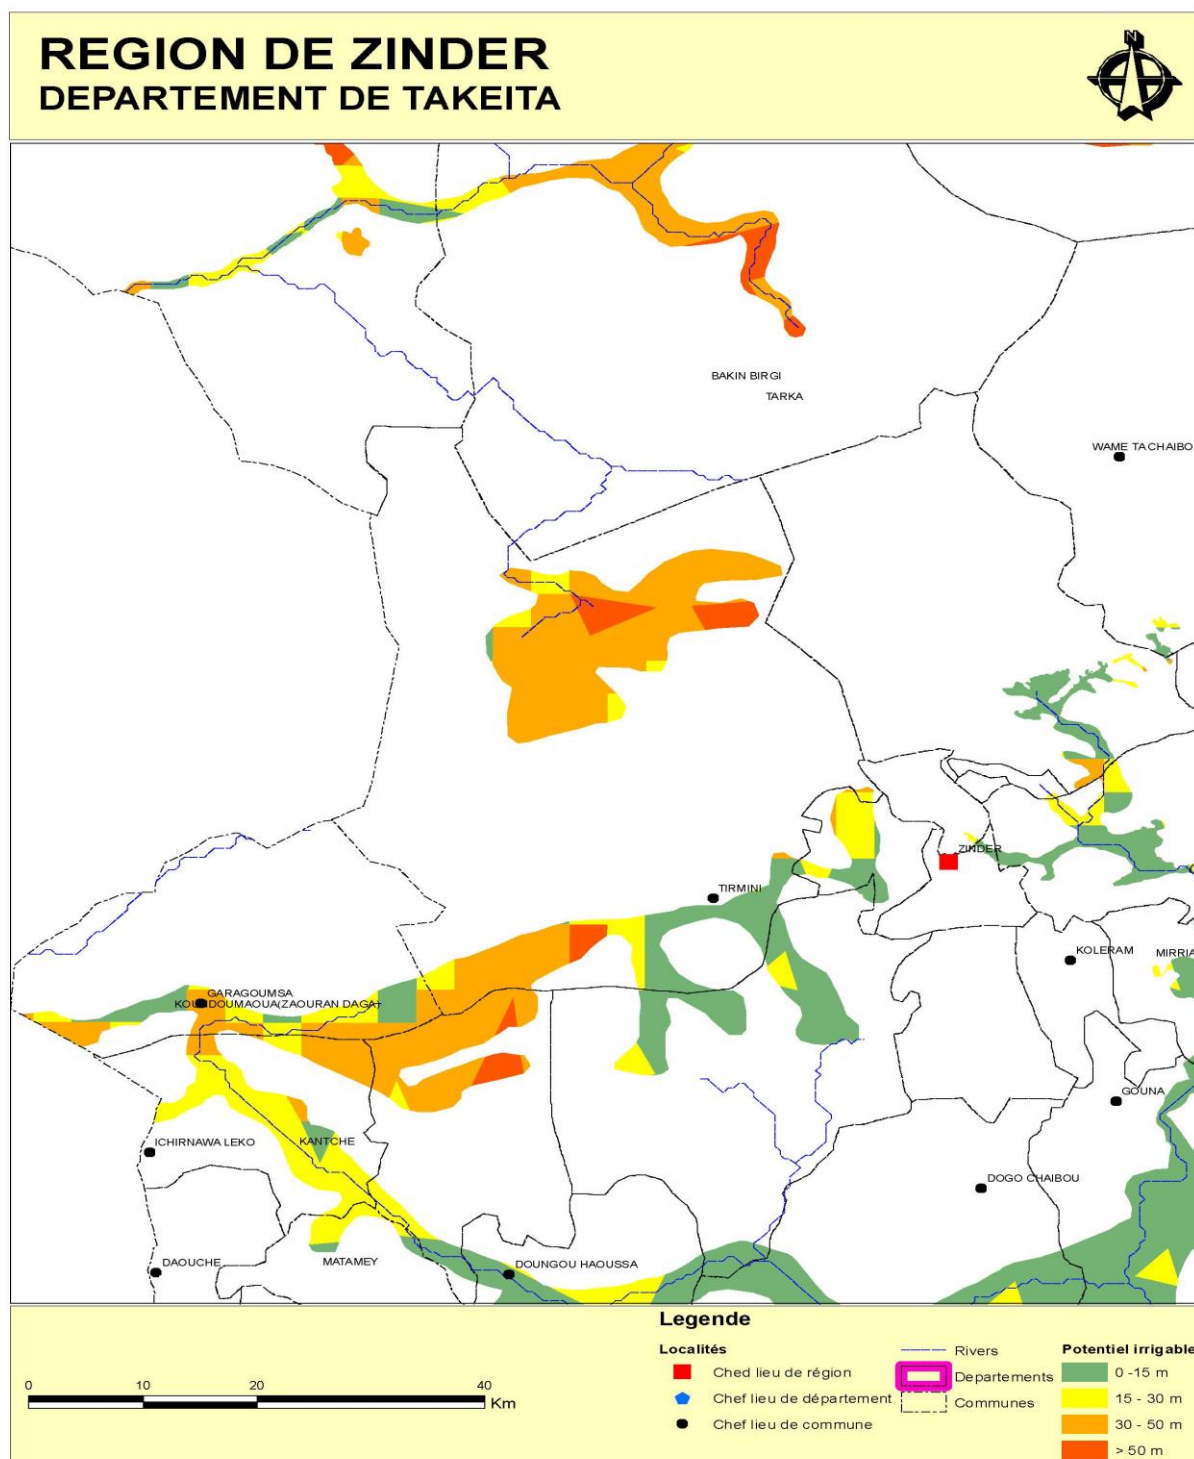 REGION DE ZINDER
DEPARTEMENT DE TAKEITA
N
BAKIN BIRGI
TARKA
WAME TACHAIBO
ZINDER
TIRMINI
KOLERAM
MIRRIA
GARAGOUMSA
GOUNA
ICHIRNAWA LEKO
KANTCHE
DOGO CHAIBOU
DAOUCHE
MATAMEY
DOUNGOU HAOUSSA
Legende
Localités
Ched lieu de région
Chef lieu de département
Chef lieu de commune
Rivers
Departements
Communes
Potentiel irrigable
0 -15 m
15 - 30 m
30 - 50 m
> 50 m
0 10 20 40
Km